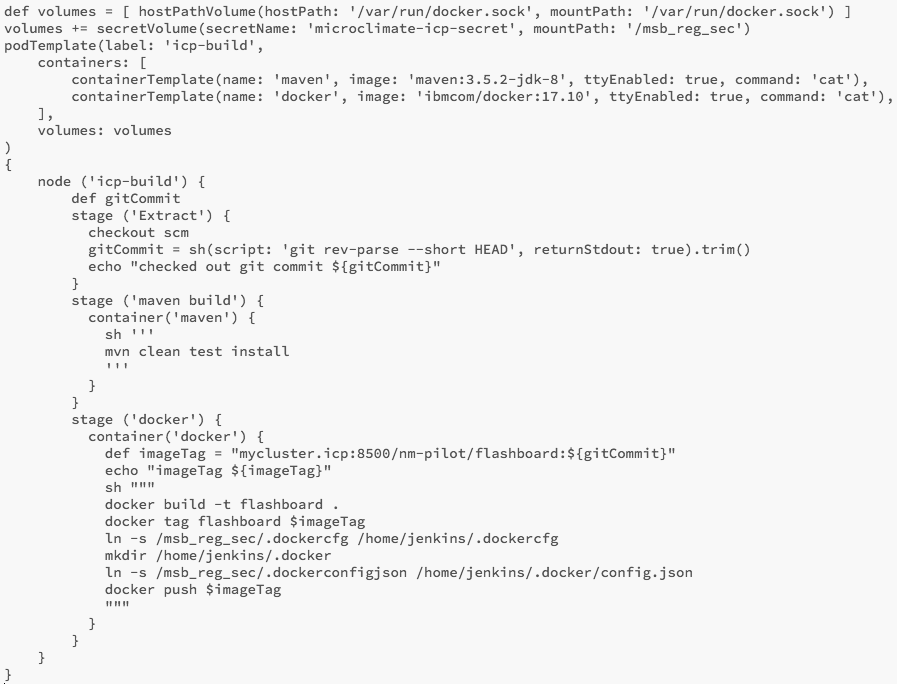 def volumes = [ hostPathVolume(hostPath: '/var/run/docker.sock', mountPath: '/var/run/docker.sock') ]
volumes += secretVolume(secretName: 'microclimate-icp-secret', mountPath: '/msb_reg_sec')
podTemplate(label: 'icp-build',
    containers: [
        containerTemplate(name: 'maven', image: 'maven:3.5.2-jdk-8', ttyEnabled: true, command: 'cat'),
        containerTemplate(name: 'docker', image: 'ibmcom/docker:17.10', ttyEnabled: true, command: 'cat'),
    ],
    volumes: volumes
)
{
    node ('icp-build') {
        def gitCommit
        stage ('Extract') {
          checkout scm
          gitCommit = sh(script: 'git rev-parse --short HEAD', returnStdout: true).trim()
          echo "checked out git commit ${gitCommit}"
        }
        stage ('maven build') {
          container('maven') {
            sh '''
            mvn clean test install
            '''
          }
        }
        stage ('docker') {
          container('docker') {
            def imageTag = "mycluster.icp:8500/nm-pilot/flashboard:${gitCommit}"
            echo "imageTag ${imageTag}"
            sh """
            docker build -t flashboard .
            docker tag flashboard $imageTag
            ln -s /msb_reg_sec/.dockercfg /home/jenkins/.dockercfg
            mkdir /home/jenkins/.docker
            ln -s /msb_reg_sec/.dockerconfigjson /home/jenkins/.docker/config.json
            docker push $imageTag
            """
          }
        }
    }
}